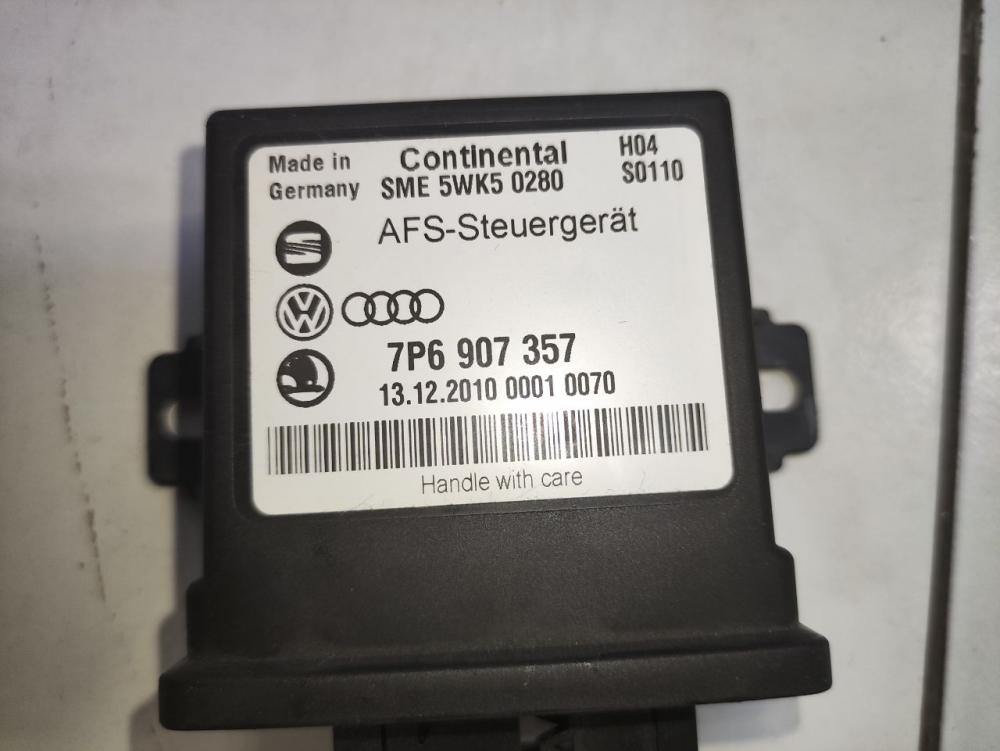 Made in Germany
Continental
SME 5WK5 0280
H04
S0110
AFS-Steuergerät
7P6 907 357
13.12.2010 0001 0070
Handle with care